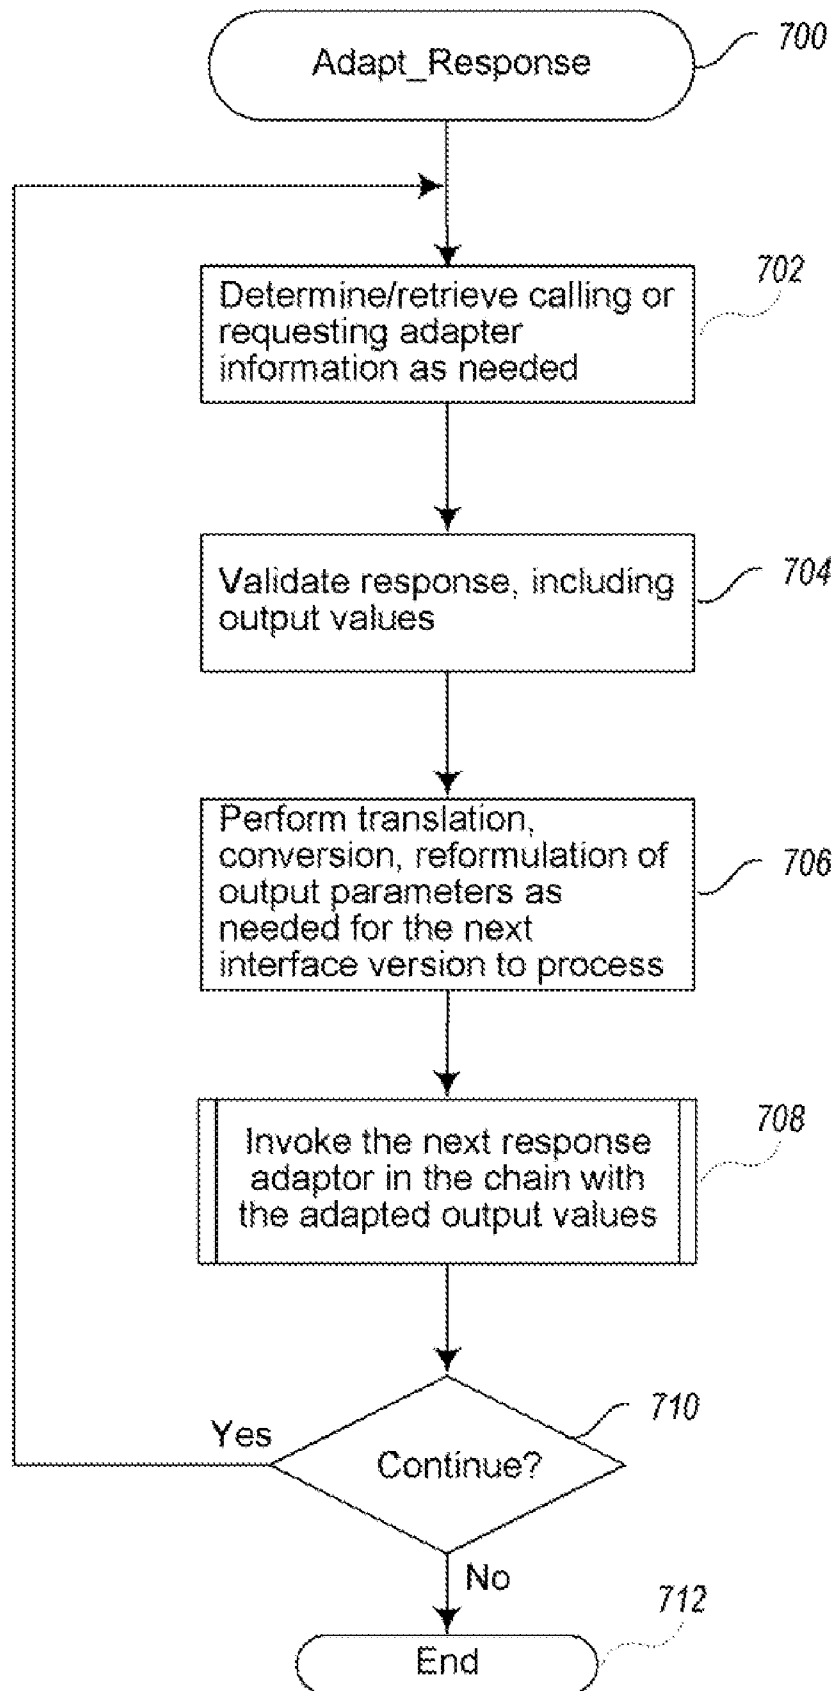 Adapt_Response
700
Determine/retrieve calling or
requesting adapter
information as needed
702
Validate response, including
output values
704
Perform translation,
conversion, reformulation of
output parameters as
needed for the next
interface version to process
706
Invoke the next response
adaptor in the chain with
the adapted output values
708
Continue?
710
Yes
No
End
712